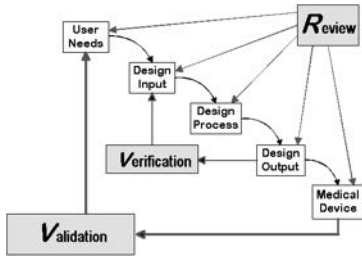 User
Needs
Review
Design
Input
Design
Process
Verification
Design
Output
Medical
Device
Validation